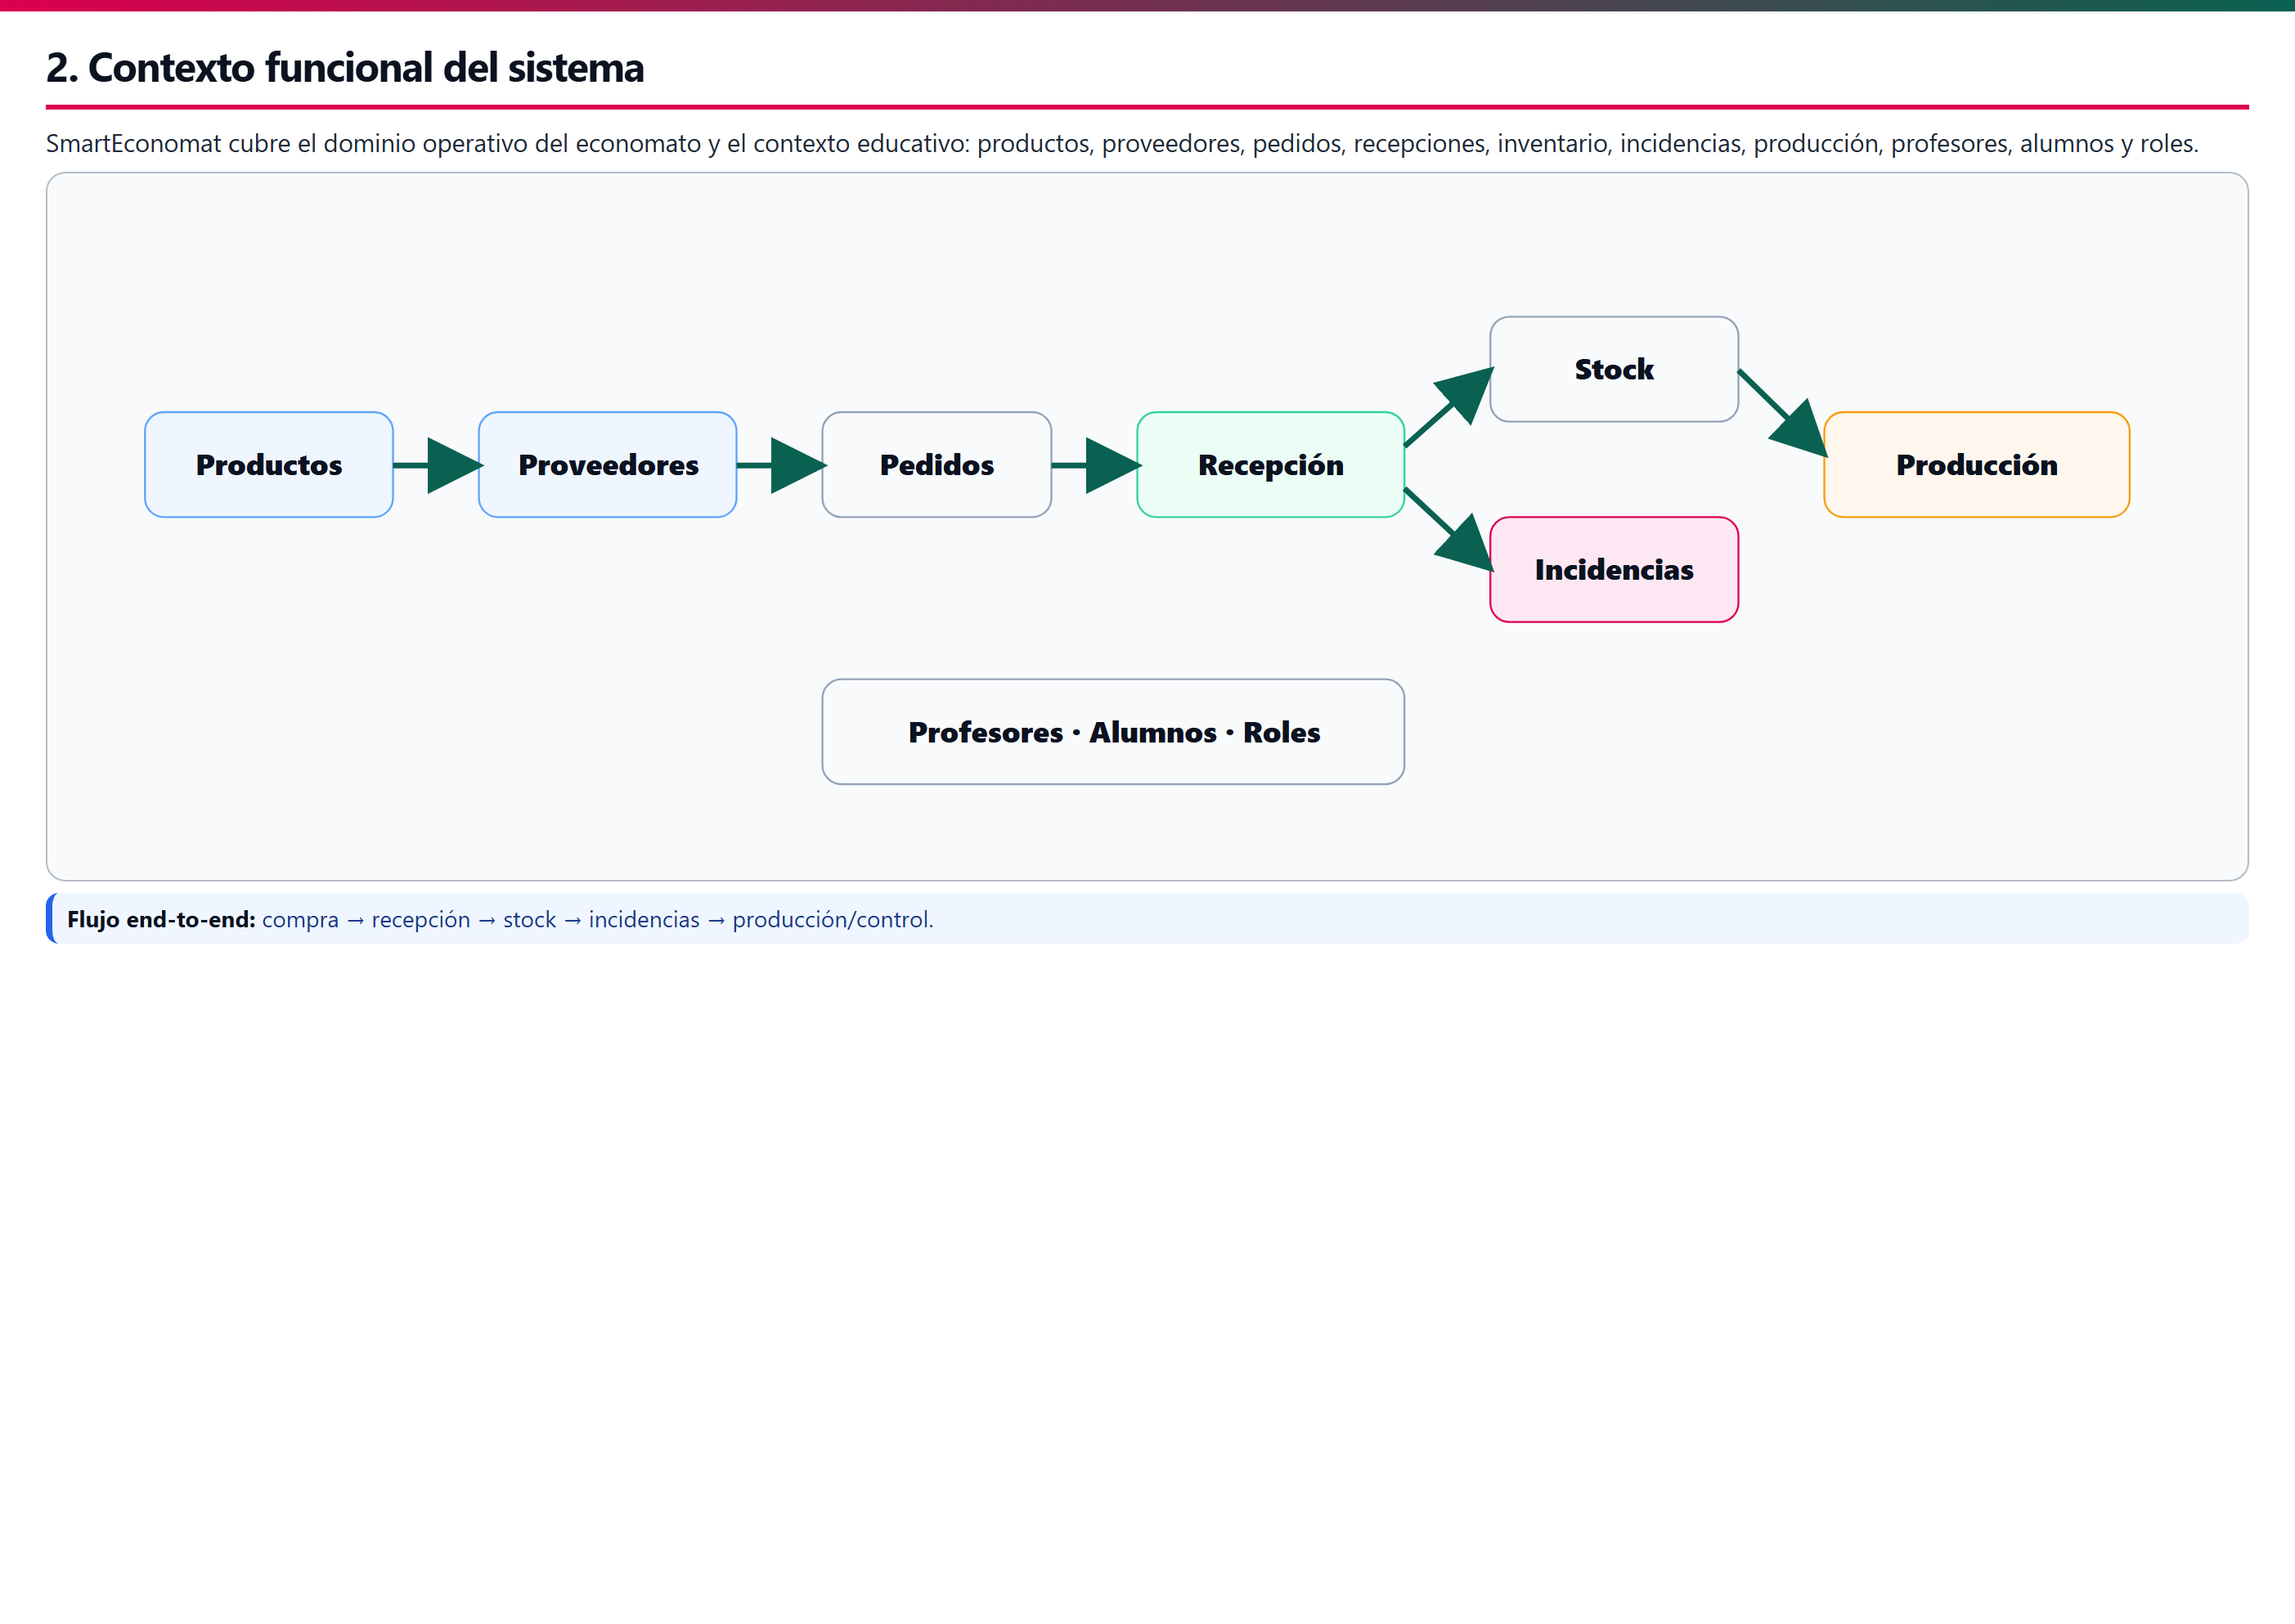 2. Contexto funcional del sistema
SmartEconomat cubre el dominio operativo del economato y el contexto educativo: productos, proveedores, pedidos, recepciones, inventario, incidencias, producción, profesores, alumnos y roles.
Productos
Proveedores
Pedidos
Recepción
Stock
Incidencias
Producción
Profesores · Alumnos · Roles
Flujo end-to-end: compra → recepción → stock → incidencias → producción/control.